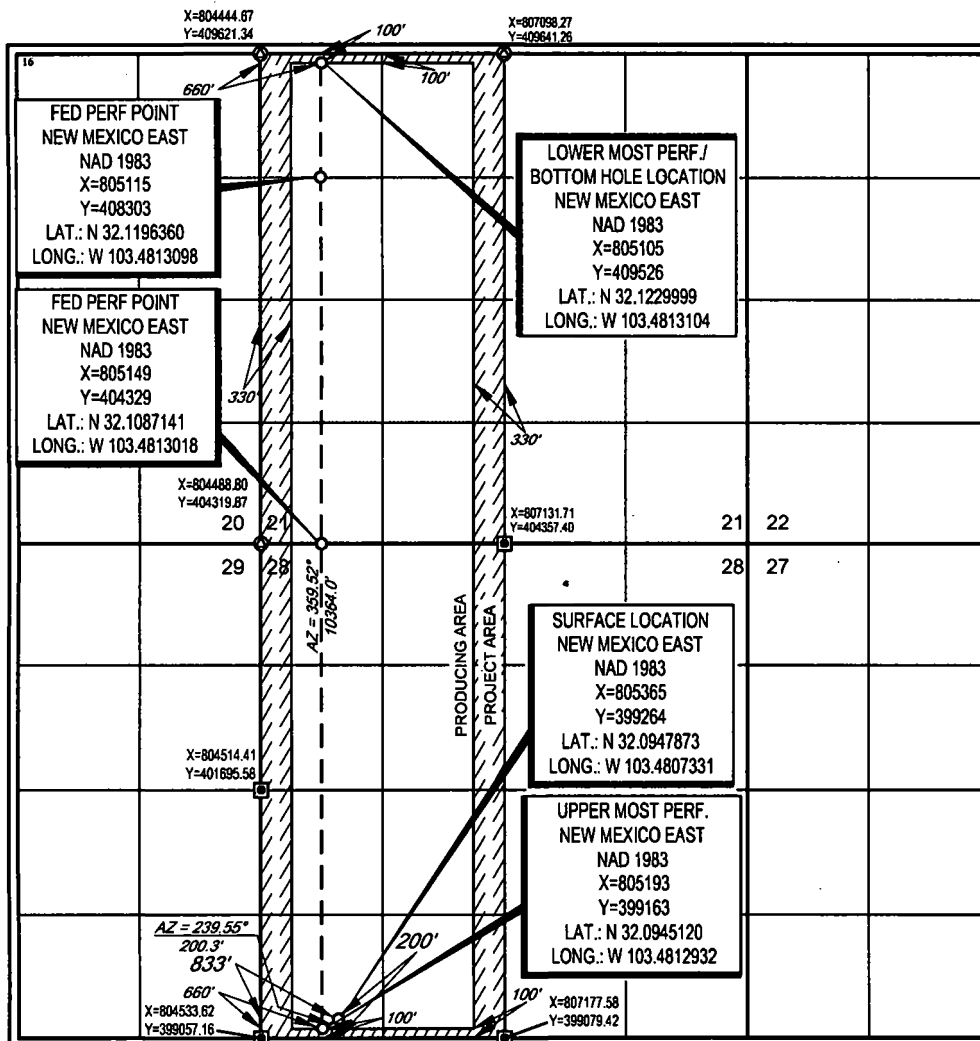 X=804444.67
Y=409621.34
100'
X=807098.27
Y=409641.26
16
660'
100'
FED PERF POINT
NEW MEXICO EAST
NAD 1983
X=805115
Y=408303
LAT.: N 32.1196360
LONG.: W 103.4813098
LOWER MOST PERF./
BOTTOM HOLE LOCATION
NEW MEXICO EAST
NAD 1983
X=805105
Y=409526
LAT.: N 32.1229999
LONG.: W 103.4813104
FED PERF POINT
NEW MEXICO EAST
NAD 1983
X=805149
Y=404329
LAT.: N 32.1087141
LONG.: W 103.4813018
330'
330'
X=804488.80
Y=404319.87
X=807131.71
Y=404357.40
20 21
21 22
29 28
28 27
AZ = 359.52°
10364.0'
PRODUCING AREA
PROJECT AREA
SURFACE LOCATION
NEW MEXICO EAST
NAD 1983
X=805365
Y=399264
LAT.: N 32.0947873
LONG.: W 103.4807331
X=804514.41
Y=401695.58
UPPER MOST PERF.
NEW MEXICO EAST
NAD 1983
X=805193
Y=399163
LAT.: N 32.0945120
LONG.: W 103.4812932
AZ = 239.55°
200.3'
833'
200'
660'
100'
100'
X=804533.62
Y=399057.16
X=807177.58
Y=399079.42